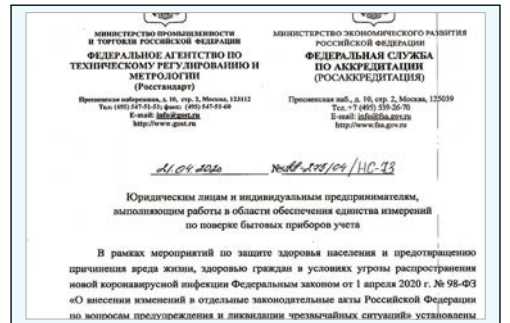 МИНИСТЕРСТВО ПРОМЫШЛЕННОСТИ
И ТОРГОВЛИ РОССИЙСКОЙ ФЕДЕРАЦИИ
ФЕДЕРАЛЬНОЕ АГЕНТСТВО ПО
ТЕХНИЧЕСКОМУ РЕГУЛИРОВАНИЮ И
МЕТРОЛОГИИ
(Росстандарт)
Пресненская набережная, д. 10, стр. 2, Москва, 123112
Тел: (495) 547-51-51; факс: (495) 547-51-60
E-mail: info@gost.ru
http://www.gost.ru
МИНИСТЕРСТВО ЭКОНОМИЧЕСКОГО РАЗВИТИЯ
РОССИЙСКОЙ ФЕДЕРАЦИИ
ФЕДЕРАЛЬНАЯ СЛУЖБА
ПО АККРЕДИТАЦИИ
(РОСАККРЕДИТАЦИЯ)
Пресненская наб., д. 10, стр. 2, Москва, 125039
Тел. +7 (495) 539-26-70
E-mail: info@fsa.gov.ru
http://www.fsa.gov.ru
21.04.2020 № -275/04/НС-73
Юридическим лицам и индивидуальным предпринимателям,
выполняющим работы в области обеспечения единства измерений
по поверке бытовых приборов учета
В рамках мероприятий по защите здоровья населения и предотвращению
причинения вреда жизни, здоровью граждан в условиях угрозы распространения
новой коронавирусной инфекции Федеральным законом от 1 апреля 2020 г. № 98-ФЗ
«О внесении изменений в отдельные законодательные акты Российской Федерации
по вопросам предупреждения и ликвидации чрезвычайных ситуаций» установлены